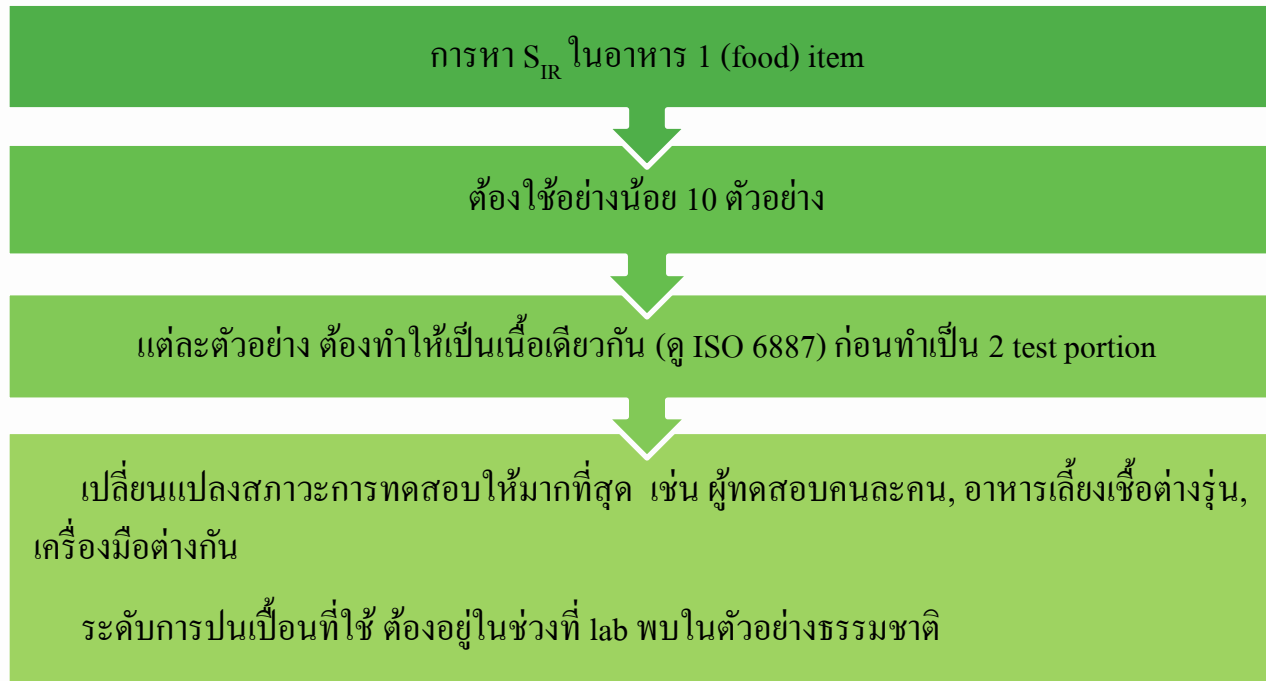 การหา SIR ในอาหาร 1 (food) item
ต้องใช้อย่างน้อย 10 ตัวอย่าง
แต่ละตัวอย่าง ต้องทำให้เป็นเนื้อเดียวกัน (ดู ISO 6887) ก่อนทำเป็น 2 test portion
เปลี่ยนแปลงสภาวะการทดสอบให้มากที่สุด เช่น ผู้ทดสอบคนละคน, อาหารเลี้ยงเชื้อต่างรุ่น,
เครื่องมือต่างกัน
ระดับการปนเปื้อนที่ใช้ ต้องอยู่ในช่วงที่ lab พบในตัวอย่างธรรมชาติ